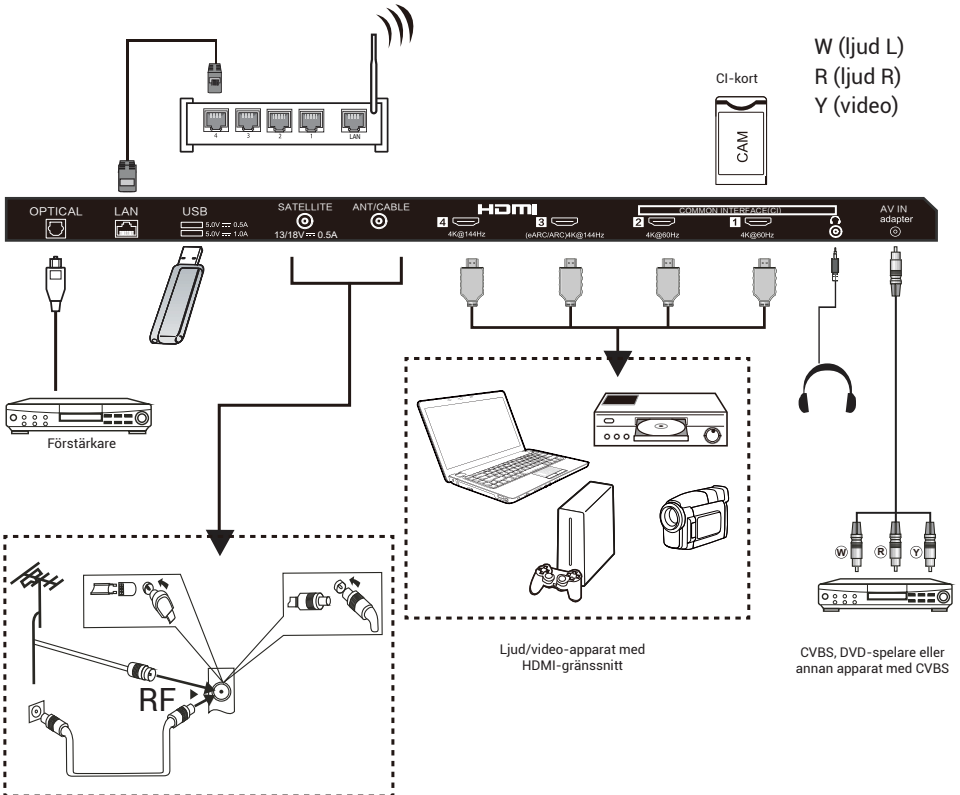 W (ljud L)
R (ljud R)
Y (video)
CI-kort
CAM
4
3
2
1
LAN
OPTICAL
LAN
USB
5.0V ⎓ 0.5A
5.0V ⎓ 1.0A
SATELLITE
13/18V ⎓ 0.5A
ANT/CABLE
HDMI
4
4K@144Hz
3
(eARC/ARC)4K@144Hz
COMMON INTERFACE(CI)
2
4K@60Hz
1
4K@60Hz
AV IN
adapter
Förstärkare
W
R
Y
RF
Ljud/video-apparat med
HDMI-gränssnitt
CVBS, DVD-spelare eller
annan apparat med CVBS